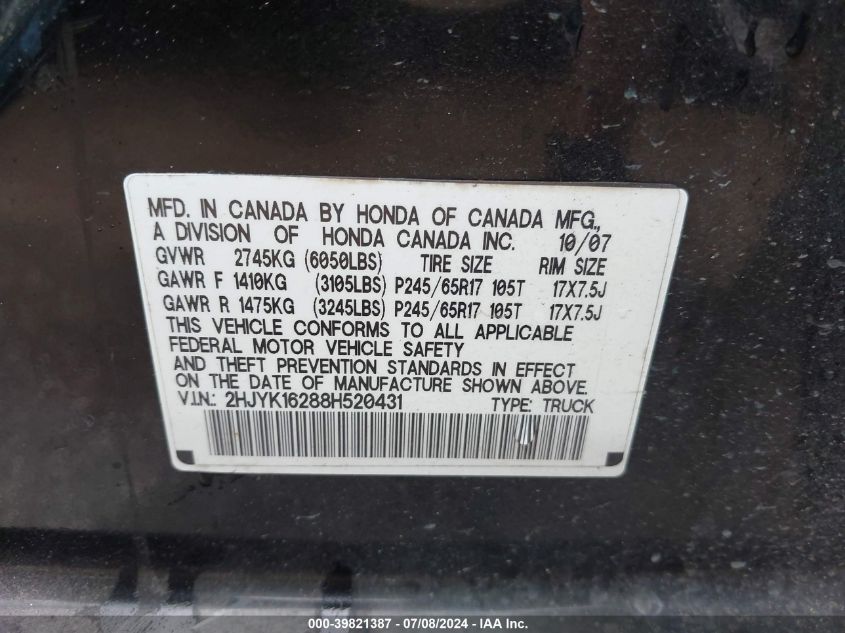 MFD. IN CANADA BY HONDA OF CANADA MFG.,
A DIVISION OF HONDA CANADA INC. 10/07
GVWR 2745KG (6050LBS) TIRE SIZE RIM SIZE
GAWR F 1410KG (3105LBS) P245/65R17 105T 17X7.5J
GAWR R 1475KG (3245LBS) P245/65R17 105T 17X7.5J
THIS VEHICLE CONFORMS TO ALL APPLICABLE
FEDERAL MOTOR VEHICLE SAFETY
AND THEFT PREVENTION STANDARDS IN EFFECT
ON THE DATE OF MANUFACTURE SHOWN ABOVE.
V.I.N.: 2HJYK16288H520431 TYPE: TRUCK
000-39821387 - 07/08/2024 - IAA Inc.